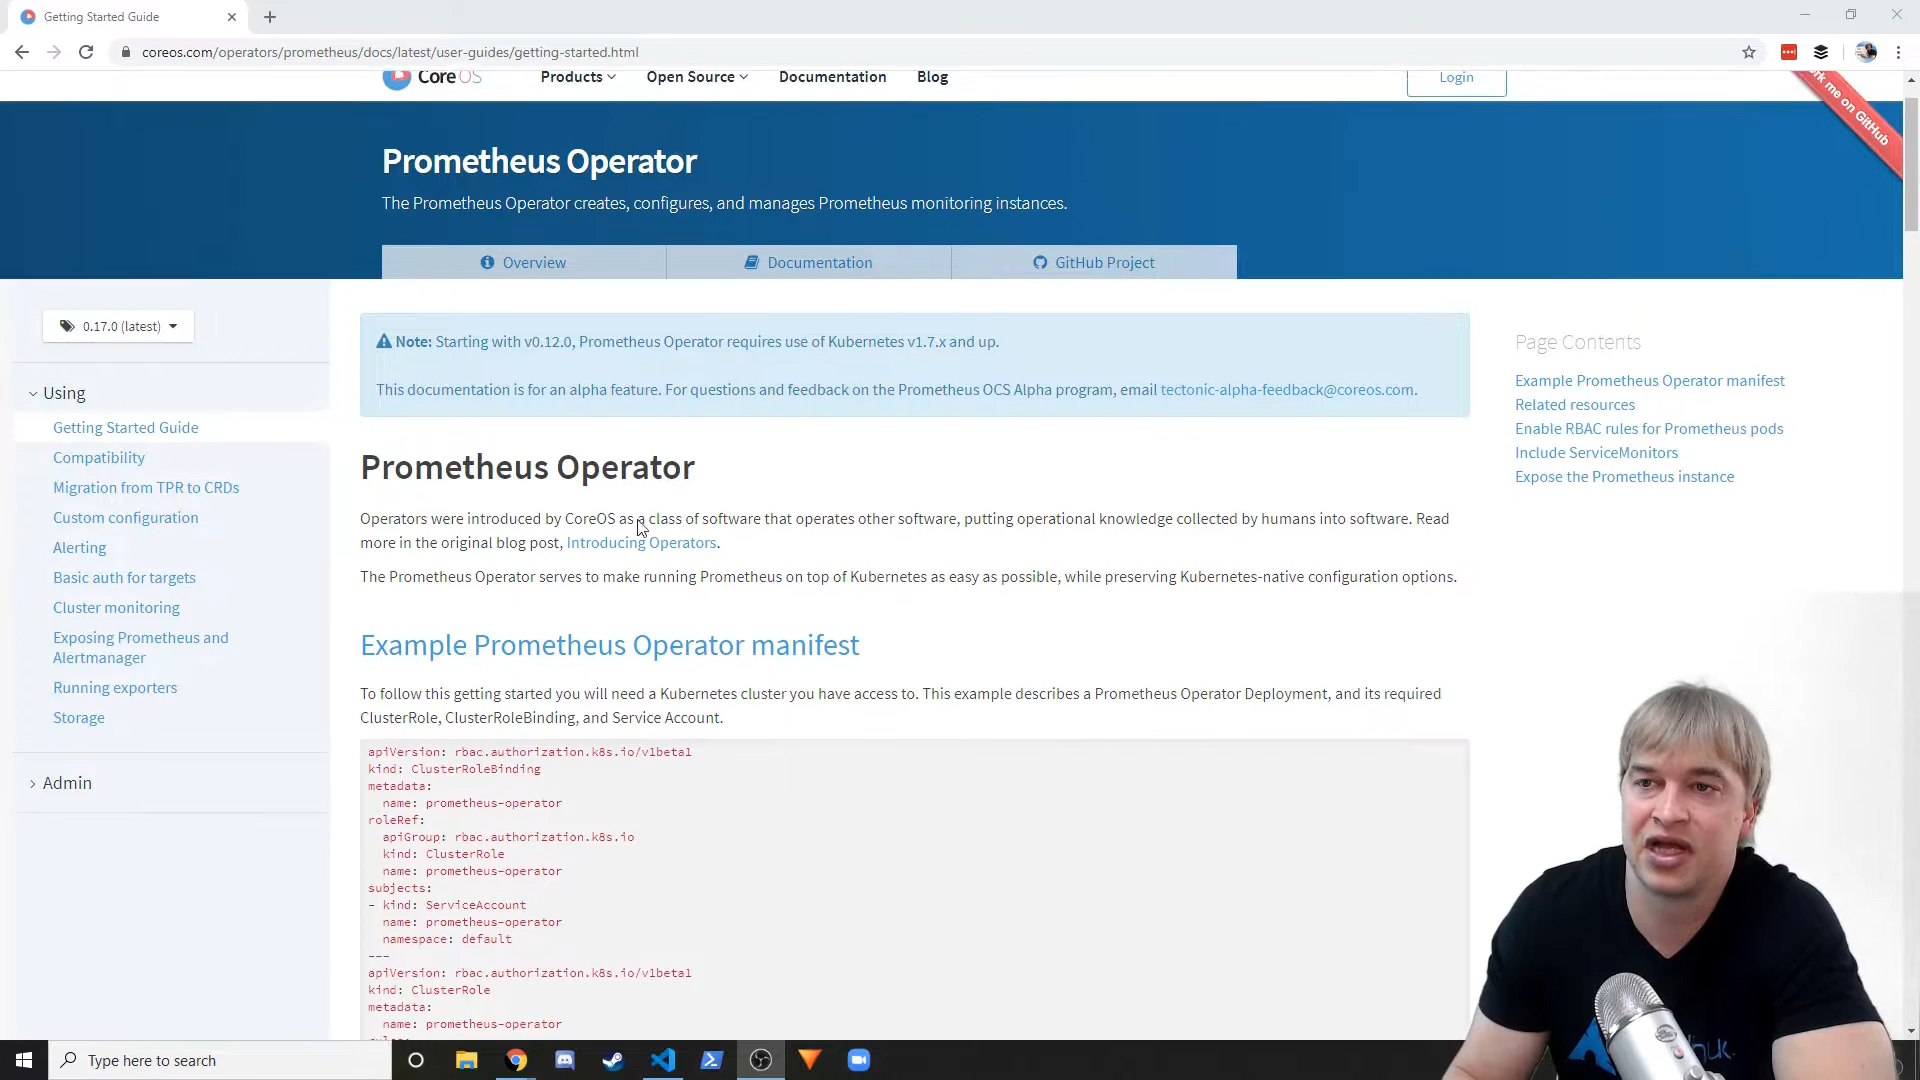 Getting Started Guide
coreos.com/operators/prometheus/docs/latest/user-guides/getting-started.html
Core OS
Products
Open Source
Documentation
Blog
Login
me on GitHub
Prometheus Operator
The Prometheus Operator creates, configures, and manages Prometheus monitoring instances.
Overview
Documentation
GitHub Project
0.17.0 (latest)
Using
Getting Started Guide
Compatibility
Migration from TPR to CRDs
Custom configuration
Alerting
Basic auth for targets
Cluster monitoring
Exposing Prometheus and
Alertmanager
Running exporters
Storage
Admin
Note: Starting with v0.12.0, Prometheus Operator requires use of Kubernetes v1.7.x and up.
This documentation is for an alpha feature. For questions and feedback on the Prometheus OCS Alpha program, email tectonic-alpha-feedback@coreos.com.
Prometheus Operator
Operators were introduced by CoreOS as a class of software that operates other software, putting operational knowledge collected by humans into software. Read
more in the original blog post, Introducing Operators.
The Prometheus Operator serves to make running Prometheus on top of Kubernetes as easy as possible, while preserving Kubernetes-native configuration options.
Example Prometheus Operator manifest
To follow this getting started you will need a Kubernetes cluster you have access to. This example describes a Prometheus Operator Deployment, and its required
ClusterRole, ClusterRoleBinding, and Service Account.
apiVersion: rbac.authorization.k8s.io/v1beta1
kind: ClusterRoleBinding
metadata:
name: prometheus-operator
roleRef:
apiGroup: rbac.authorization.k8s.io
kind: ClusterRole
name: prometheus-operator
subjects:
- kind: ServiceAccount
name: prometheus-operator
namespace: default
---
apiVersion: rbac.authorization.k8s.io/v1beta1
kind: ClusterRole
metadata:
name: prometheus-operator
Page Contents
Example Prometheus Operator manifest
Related resources
Enable RBAC rules for Prometheus pods
Include ServiceMonitors
Expose the Prometheus instance
Type here to search